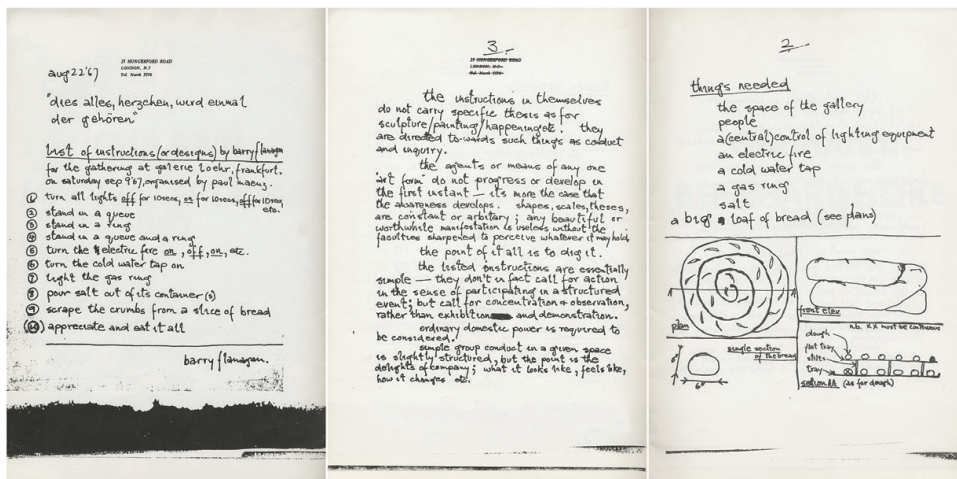 25 HUNGERFORD ROAD
LONDON, N.7
Tel. North 5376
aug 22 '67
"dies alles, herzchen, wird einmal
dir gehören"
list of instructions (or designs) by barry flanagan
for the gathering at galerie loehr, frankfurt,
on saturday sep 9 '67, organised by paul maenz.
① turn all lights off for 10 secs, on for 10 secs, off for 10 secs,
etc.
② stand in a queue
③ stand in a ring
④ stand in a queue and a ring
⑤ turn the electric fire on, off, on, etc.
⑥ turn the cold water tap on
⑦ light the gas ring
⑧ pour salt out of its container (s)
⑨ scrape the crumbs from a slice of bread
⑩ appreciate and eat it all
barry flanagan.
3.
25 HUNGERFORD ROAD
LONDON, N.7
the instructions in themselves
do not carry specific thesis as for
sculpture/painting/happening etc. they
are directed towards such things as conduct
and inquiry.
the agents or means of any one
'art form' do not progress or develop in
the first instant — it's more the case that
the awareness develops. shapes, scales, theses,
are constant or arbitary; any beautiful or
worthwhile manifestation is useless without the
faculties sharpened to perceive whatever it may hold.
the point of it all is to dig it.
the listed instructions are essentially
simple — they don't in fact call for action
in the sense of participating in a structured
event; but call for concentration + observation,
rather than exhibition and demonstration.
ordinary domestic power is required to
be considered.
simple group conduct in a given space
is slightly structured, but the point is the
delights of company; what it looks like, feels like,
how it changes etc.
2
things needed
the space of the gallery
people
a (central) control of lighting equipment
an electric fire
a cold water tap
a gas ring
salt
a big loaf of bread (see plans)
plan
front elev
n.b. xx must be continuous
single section
of the bread
6"
6"
dough
flat tray
slits
tray
section AA (as for dough)